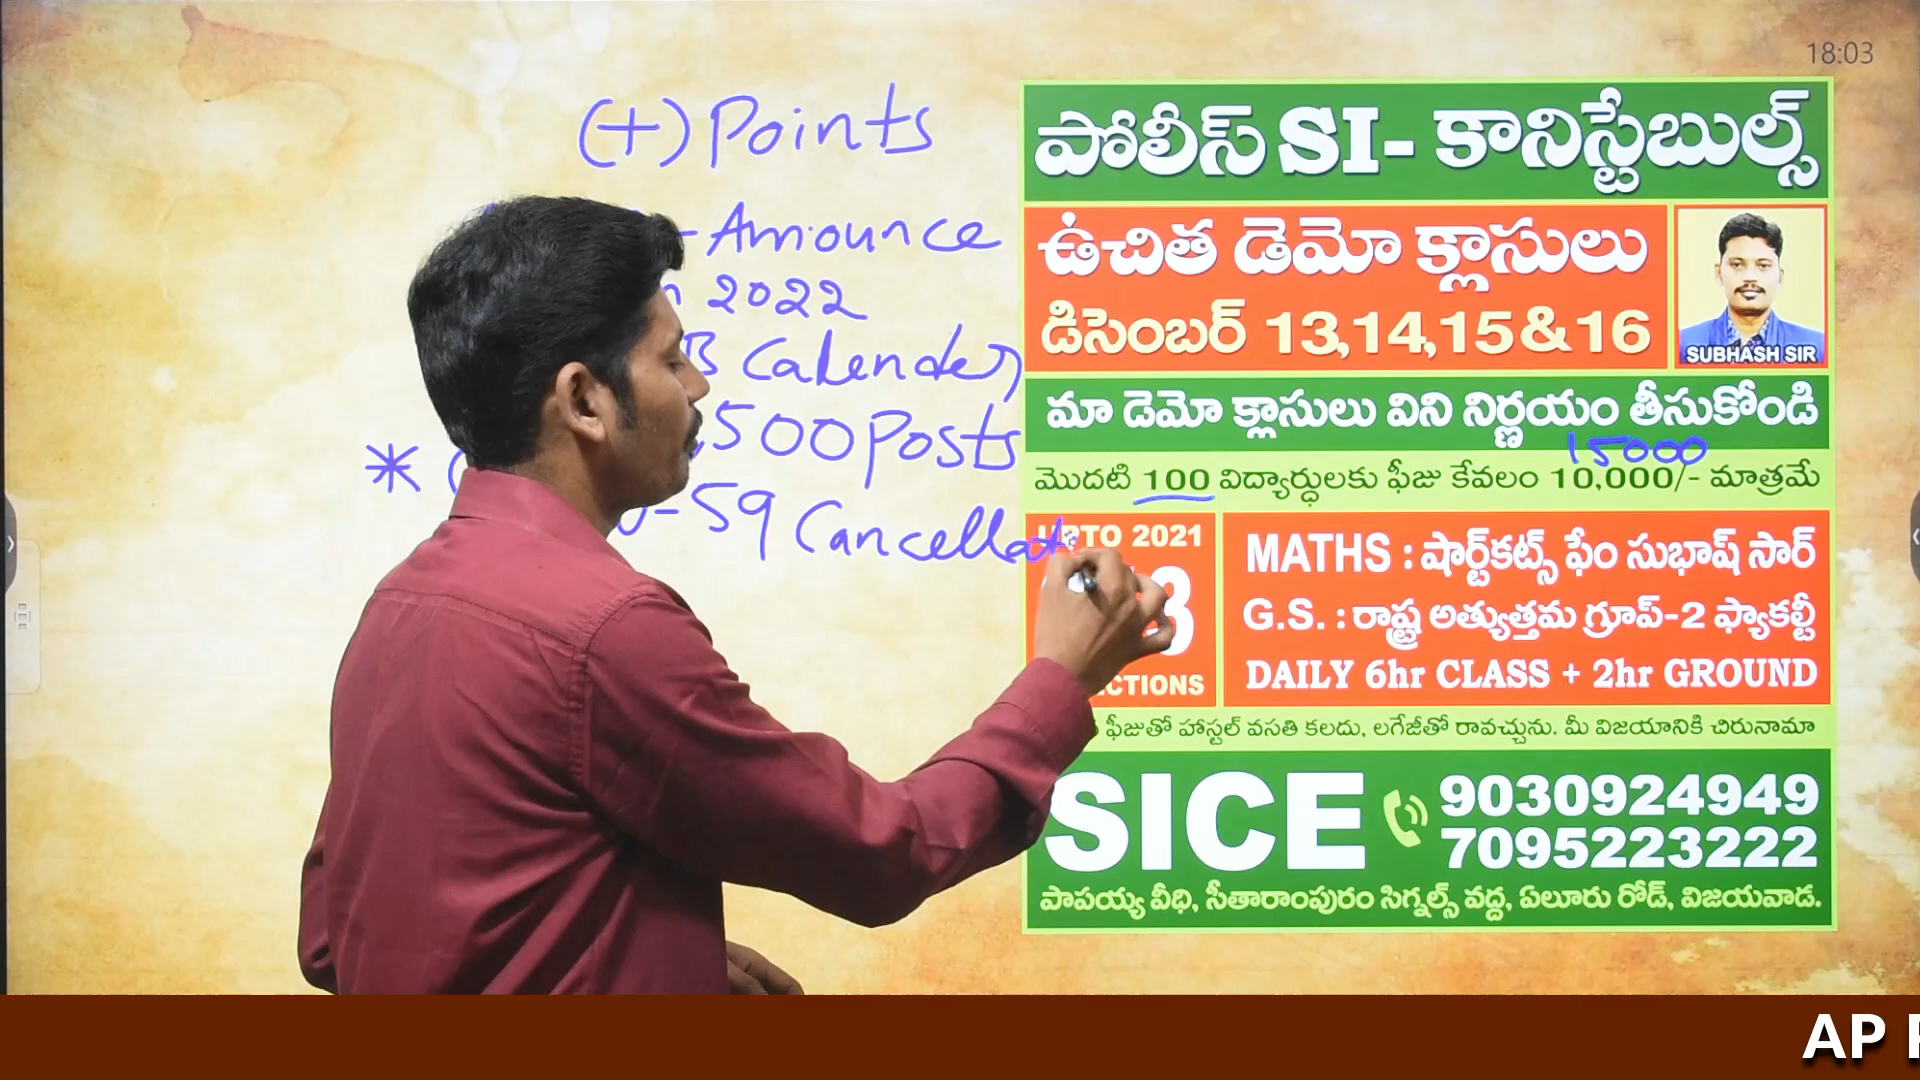 18:03
(+) Points
- Announce
2022
B Calender
500 Posts
*
- 59 Cancellat
పోలీస్ SI- కానిస్టేబుల్స్
ఉచిత డెమో క్లాసులు
డిసెంబర్ 13,14,15 & 16
SUBHASH SIR
మా డెమో క్లాసులు విని నిర్ణయం తీసుకోండి
15000
మొదటి 100 విద్యార్థులకు ఫీజు కేవలం 10,000/- మాత్రమే
TO 2021
MATHS : షార్ట్‌కట్స్ ఫేం సుభాష్ సార్
G.S. : రాష్ట్ర అత్యుత్తమ గ్రూప్-2 ఫ్యాకల్టీ
DAILY 6hr CLASS + 2hr GROUND
ఫీజుతో హాస్టల్ వసతి కలదు, లగేజీతో రావచ్చును. మీ విజయానికి చిరునామా
SICE
9030924949
7095223222
పాపయ్య వీధి, సీతారాంపురం సిగ్నల్స్ వద్ద, ఏలూరు రోడ్, విజయవాడ.
AP